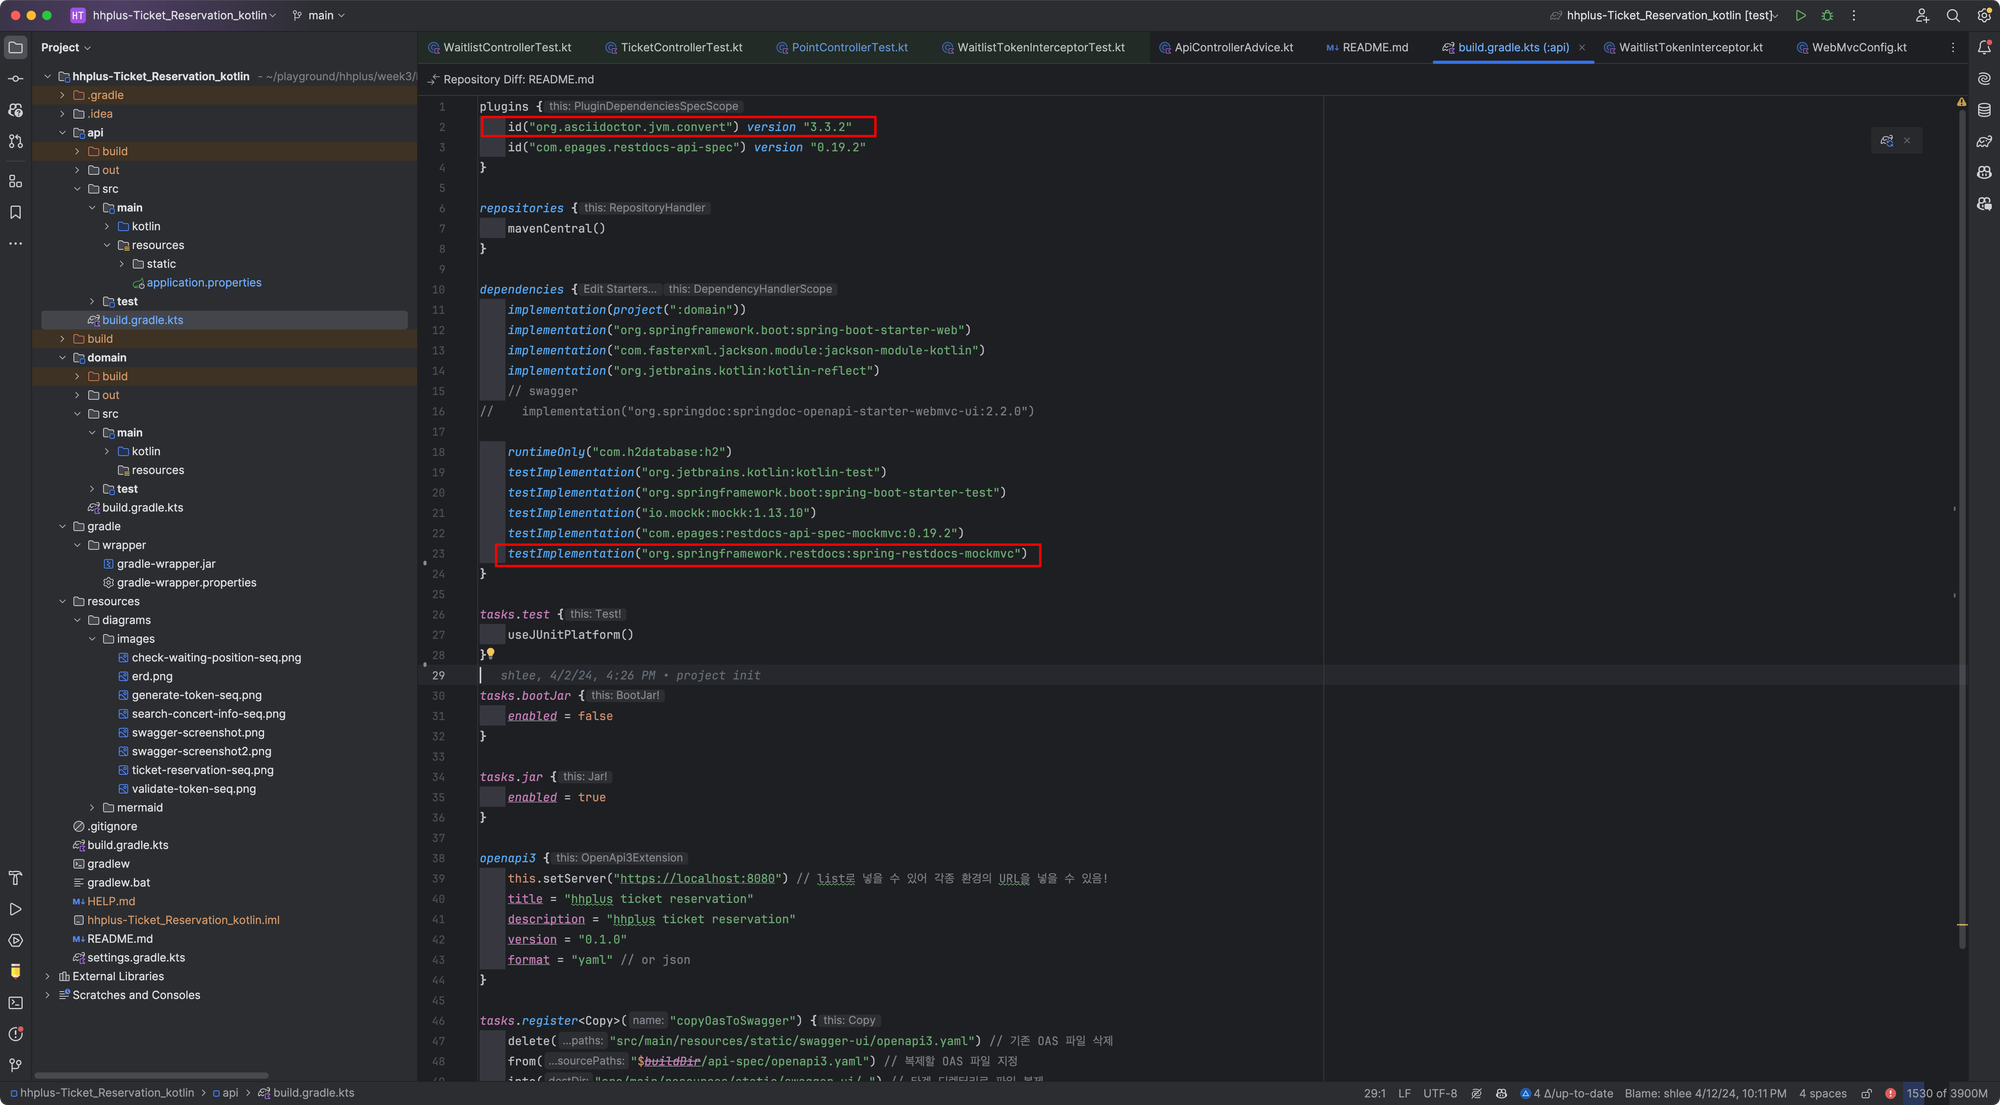 HT hhplus-Ticket_Reservation_kotlin main hhplus-Ticket_Reservation_kotlin [test]
Project
WaitlistControllerTest.kt TicketControllerTest.kt PointControllerTest.kt WaitlistTokenInterceptorTest.kt ApiControllerAdvice.kt M↓ README.md build.gradle.kts (:api) × WaitlistTokenInterceptor.kt WebMvcConfig.kt
Repository Diff: README.md
hhplus-Ticket_Reservation_kotlin ~/playground/hhplus/week3/
.gradle
.idea
api
build
out
src
main
kotlin
resources
static
application.properties
test
build.gradle.kts
build
domain
build
out
src
main
kotlin
resources
test
build.gradle.kts
gradle
wrapper
gradle-wrapper.jar
gradle-wrapper.properties
resources
diagrams
images
check-waiting-position-seq.png
erd.png
generate-token-seq.png
search-concert-info-seq.png
swagger-screenshot.png
swagger-screenshot2.png
ticket-reservation-seq.png
validate-token-seq.png
mermaid
.gitignore
build.gradle.kts
gradlew
gradlew.bat
M↓ HELP.md
hhplus-Ticket_Reservation_kotlin.iml
M↓ README.md
settings.gradle.kts
External Libraries
Scratches and Consoles
1 plugins { this: PluginDependenciesSpecScope
2 id("org.asciidoctor.jvm.convert") version "3.3.2"
3 id("com.epages.restdocs-api-spec") version "0.19.2"
4 }
5
6 repositories { this: RepositoryHandler
7 mavenCentral()
8 }
9
10 dependencies { Edit Starters... this: DependencyHandlerScope
11 implementation(project(":domain"))
12 implementation("org.springframework.boot:spring-boot-starter-web")
13 implementation("com.fasterxml.jackson.module:jackson-module-kotlin")
14 implementation("org.jetbrains.kotlin:kotlin-reflect")
15 // swagger
16 // implementation("org.springdoc:springdoc-openapi-starter-webmvc-ui:2.2.0")
17
18 runtimeOnly("com.h2database:h2")
19 testImplementation("org.jetbrains.kotlin:kotlin-test")
20 testImplementation("org.springframework.boot:spring-boot-starter-test")
21 testImplementation("io.mockk:mockk:1.13.10")
22 testImplementation("com.epages:restdocs-api-spec-mockmvc:0.19.2")
23 testImplementation("org.springframework.restdocs:spring-restdocs-mockmvc")
24 }
25
26 tasks.test { this: Test!
27 useJUnitPlatform()
28 }
29 shlee, 4/2/24, 4:26 PM • project init
30 tasks.bootJar { this: BootJar!
31 enabled = false
32 }
33
34 tasks.jar { this: Jar!
35 enabled = true
36 }
37
38 openapi3 { this: OpenApi3Extension
39 this.setServer("https://localhost:8080") // list로 넣을 수 있어 각종 환경의 URL을 넣을 수 있음!
40 title = "hhplus ticket reservation"
41 description = "hhplus ticket reservation"
42 version = "0.1.0"
43 format = "yaml" // or json
44 }
45
46 tasks.register<Copy>( name: "copyOasToSwagger") { this: Copy
47 delete( ...paths: "src/main/resources/static/swagger-ui/openapi3.yaml") // 기존 OAS 파일 삭제
48 from( ...sourcePaths: "$buildDir/api-spec/openapi3.yaml") // 복제할 OAS 파일 지정
hhplus-Ticket_Reservation_kotlin > api > build.gradle.kts 29:1 LF UTF-8 4 Δ/up-to-date Blame: shlee 4/12/24, 10:11 PM 4 spaces 1530 of 3900M